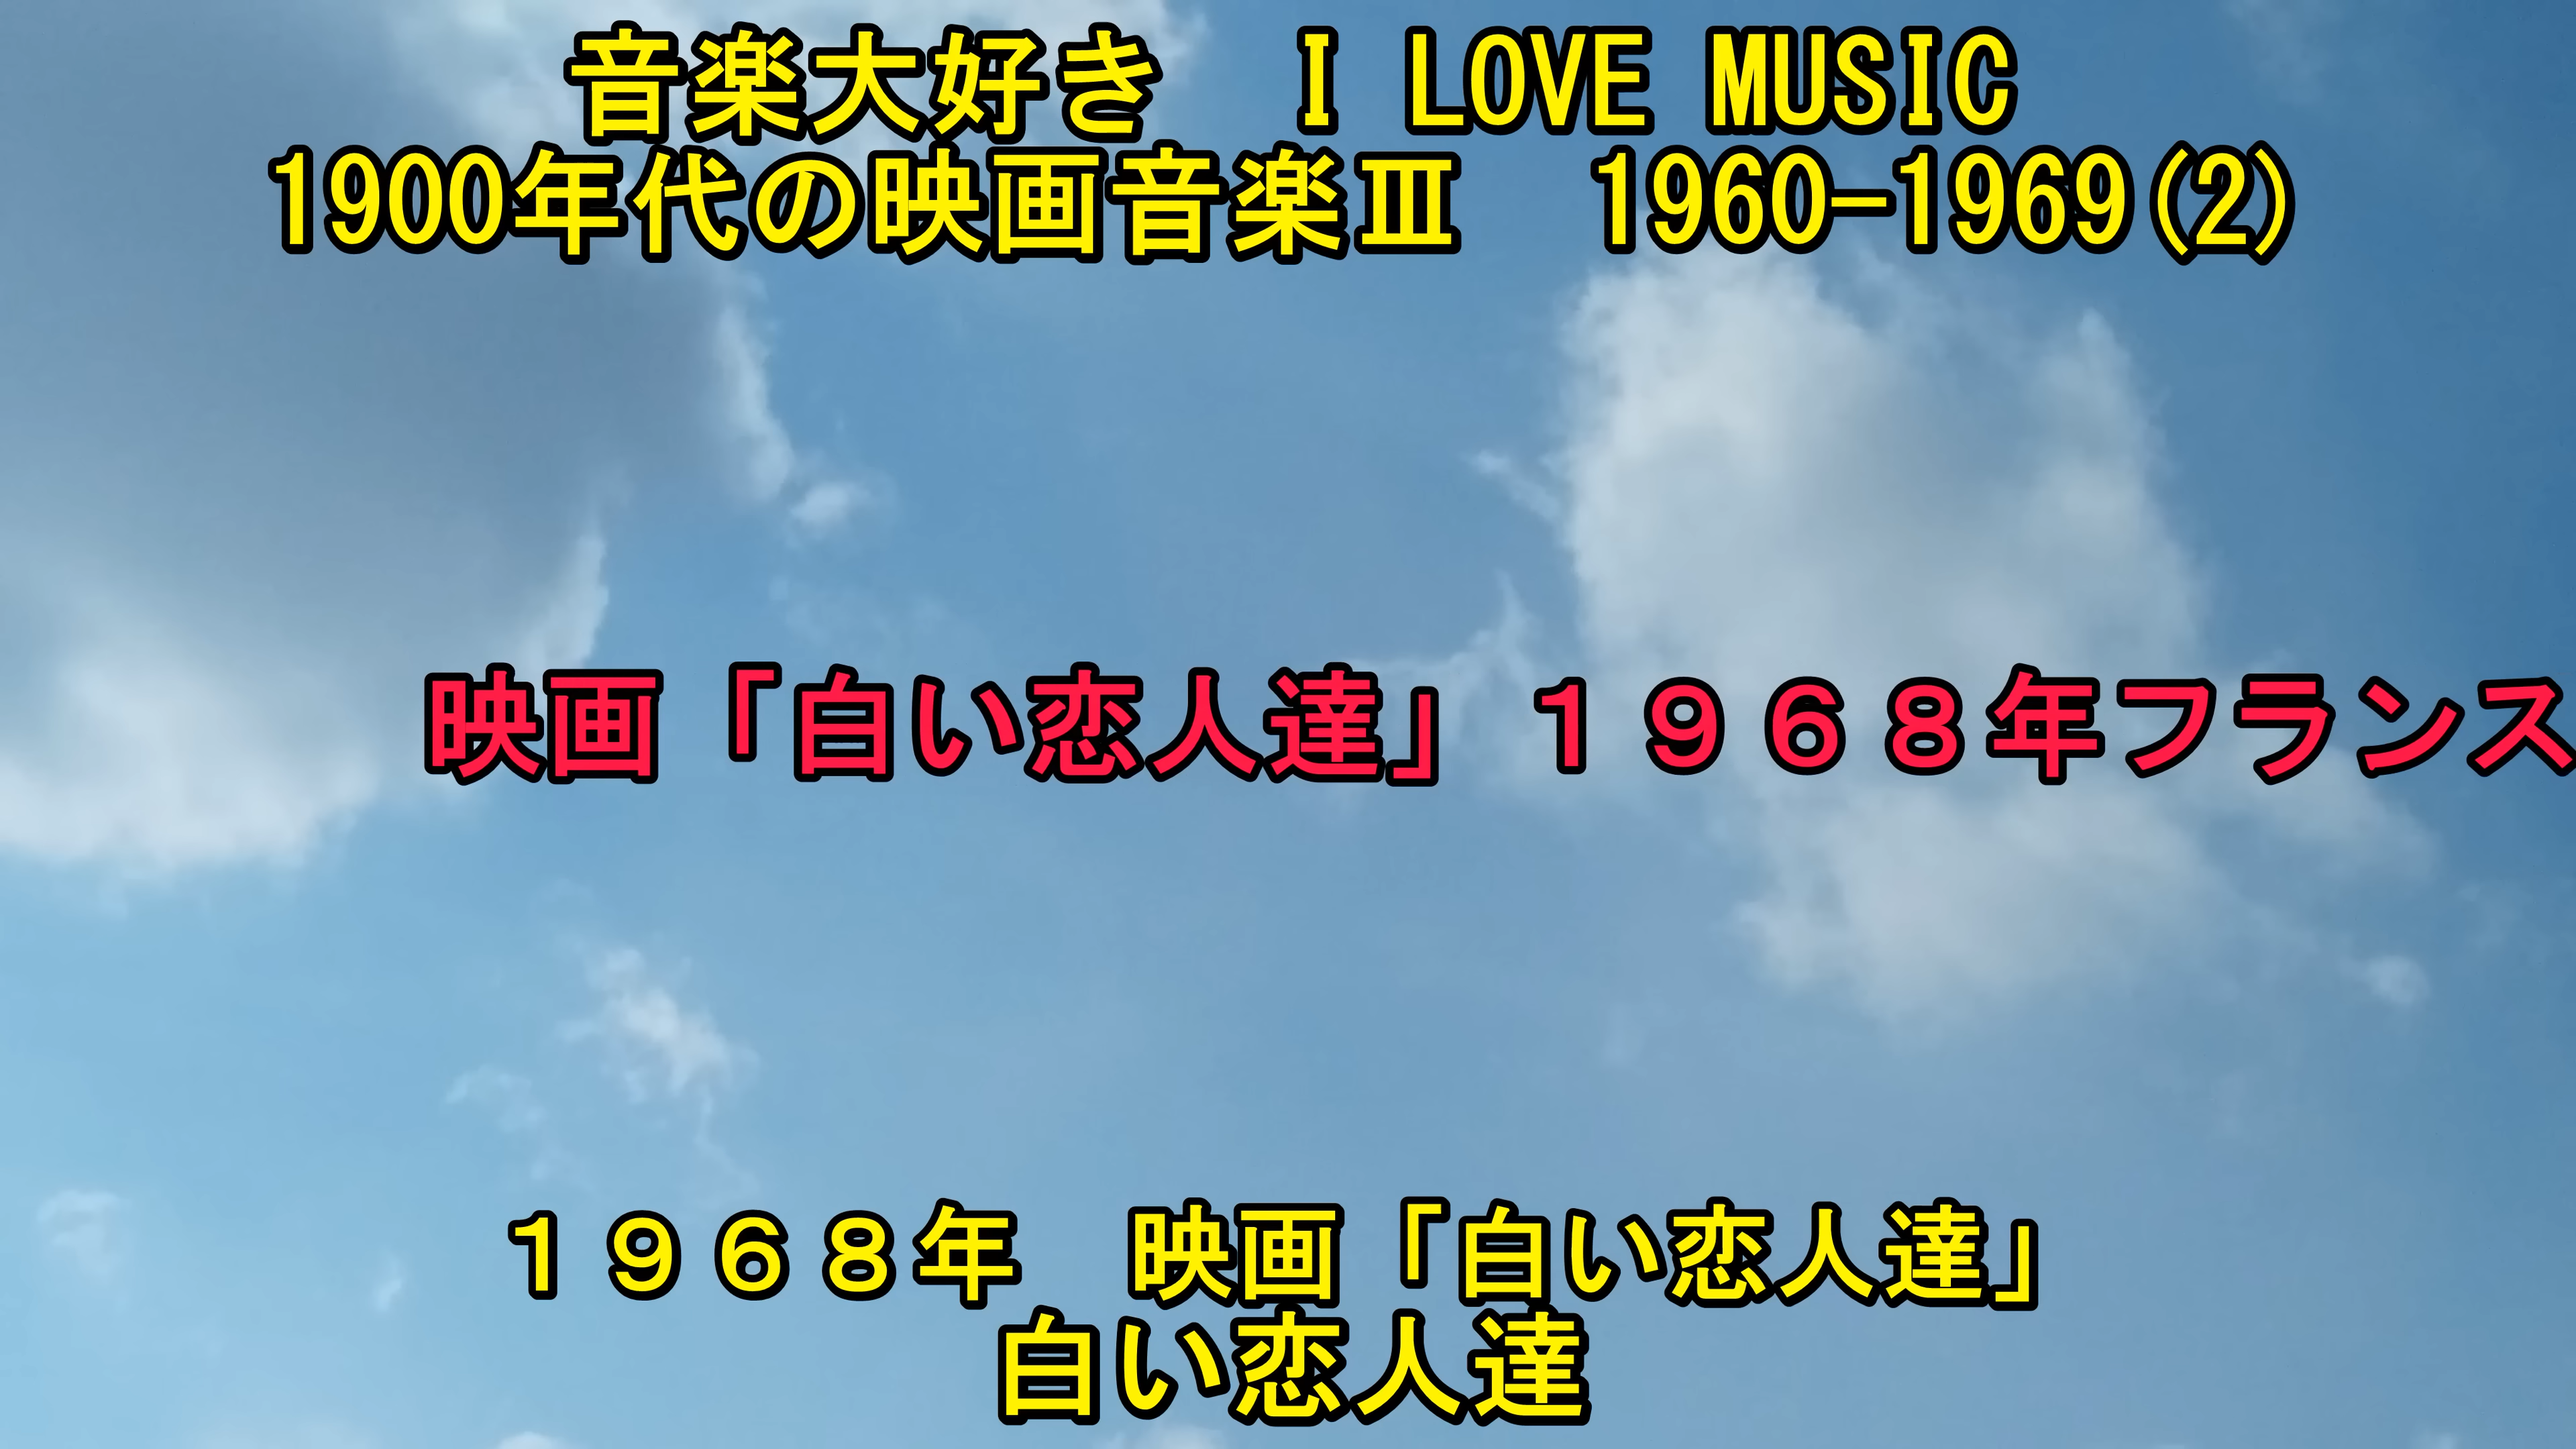 音楽大好き　I LOVE MUSIC
1900年代の映画音楽Ⅲ　1960-1969(2)
映画「白い恋人達」１９６８年フランス
１９６８年　映画「白い恋人達」
白い恋人達